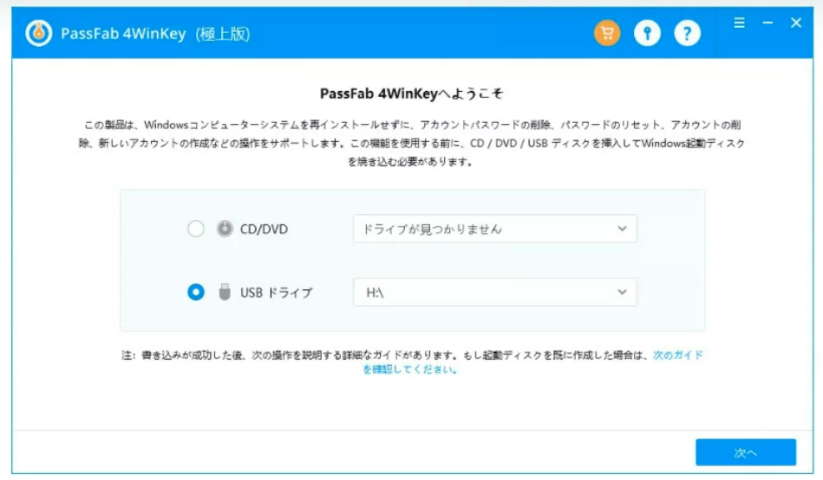 PassFab 4WinKey (極上版)
PassFab 4WinKeyへようこそ
この製品は、Windowsコンピューターシステムを再インストールせずに、アカウントパスワードの削除、パスワードのリセット、アカウントの削
除、新しいアカウントの作成などの操作をサポートします。この機能を使用する前に、CD / DVD / USB ディスクを挿入してWindows起動ディスク
を焼き込む必要があります。
CD/DVD ドライブが見つかりません
USB ドライブ H:\
注: 書き込みが成功した後、次の操作を説明する詳細なガイドがあります。もし起動ディスクを既に作成した場合は、次のガイド
を確認してください。
次へ